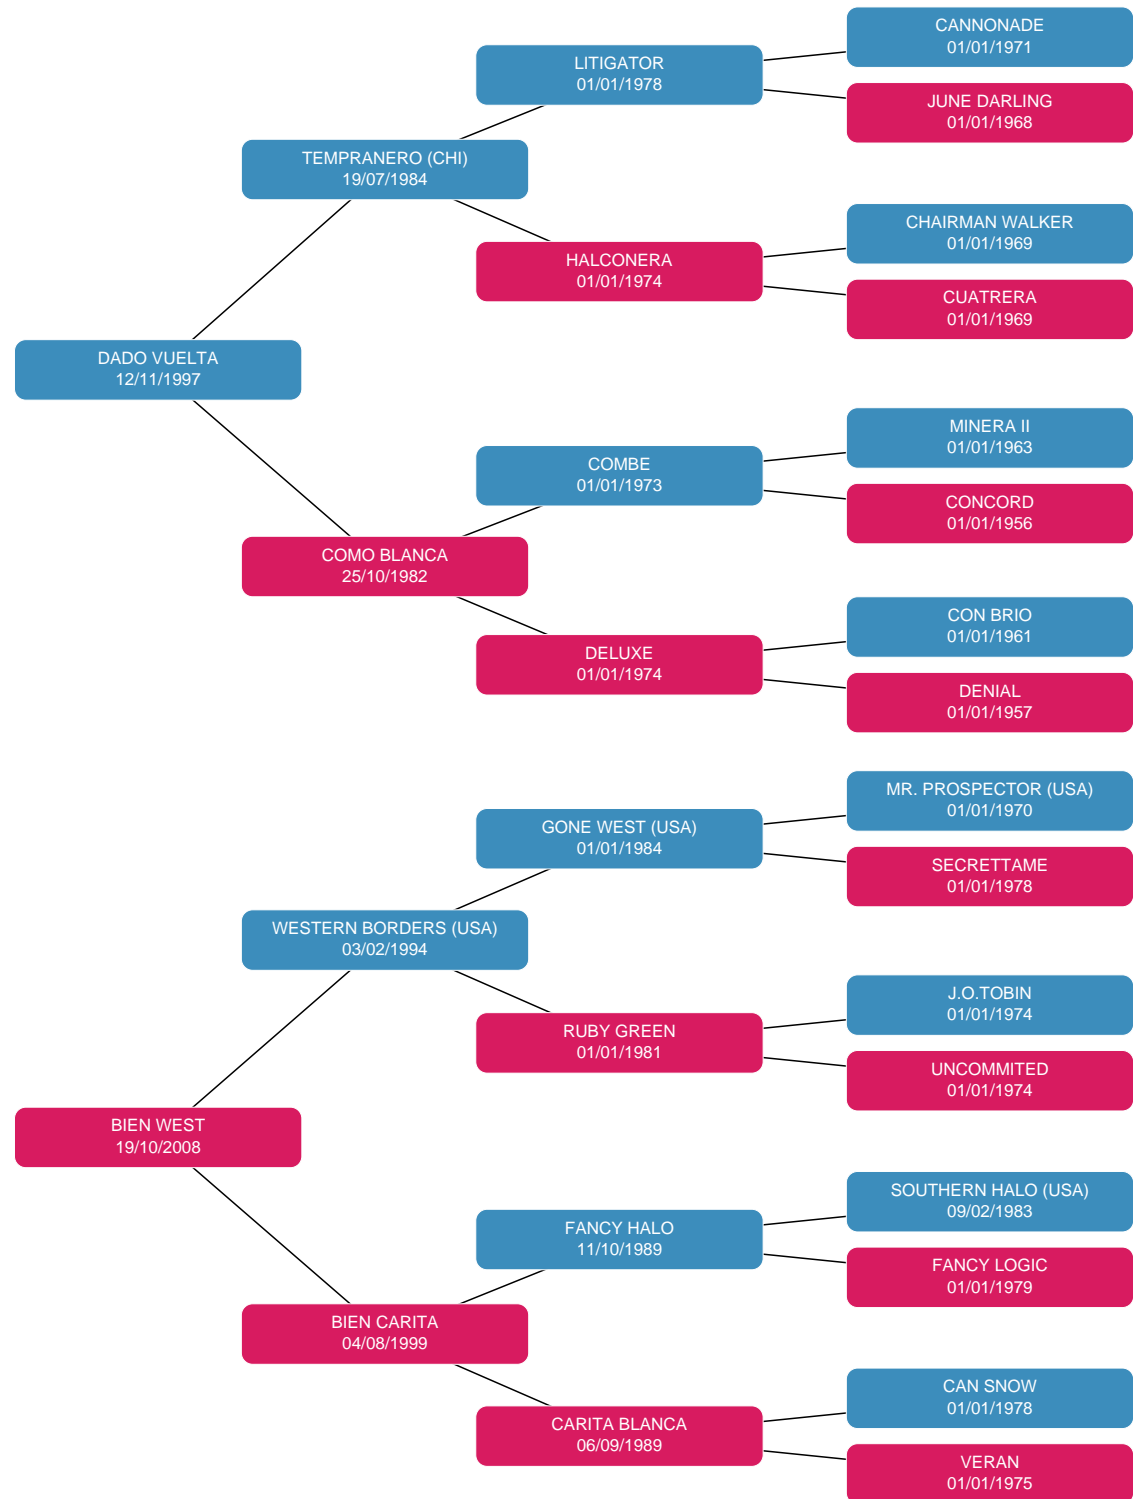 CANNONADE
01/01/1971
LITIGATOR
01/01/1978
JUNE DARLING
01/01/1968
TEMPRANERO (CHI)
19/07/1984
CHAIRMAN WALKER
01/01/1969
HALCONERA
01/01/1974
CUATRERA
01/01/1969
DADO VUELTA
12/11/1997
MINERA II
01/01/1963
COMBE
01/01/1973
CONCORD
01/01/1956
COMO BLANCA
25/10/1982
CON BRIO
01/01/1961
DELUXE
01/01/1974
DENIAL
01/01/1957
MR. PROSPECTOR (USA)
01/01/1970
GONE WEST (USA)
01/01/1984
SECRETTAME
01/01/1978
WESTERN BORDERS (USA)
03/02/1994
J.O.TOBIN
01/01/1974
RUBY GREEN
01/01/1981
UNCOMMITED
01/01/1974
BIEN WEST
19/10/2008
SOUTHERN HALO (USA)
09/02/1983
FANCY HALO
11/10/1989
FANCY LOGIC
01/01/1979
BIEN CARITA
04/08/1999
CAN SNOW
01/01/1978
CARITA BLANCA
06/09/1989
VERAN
01/01/1975